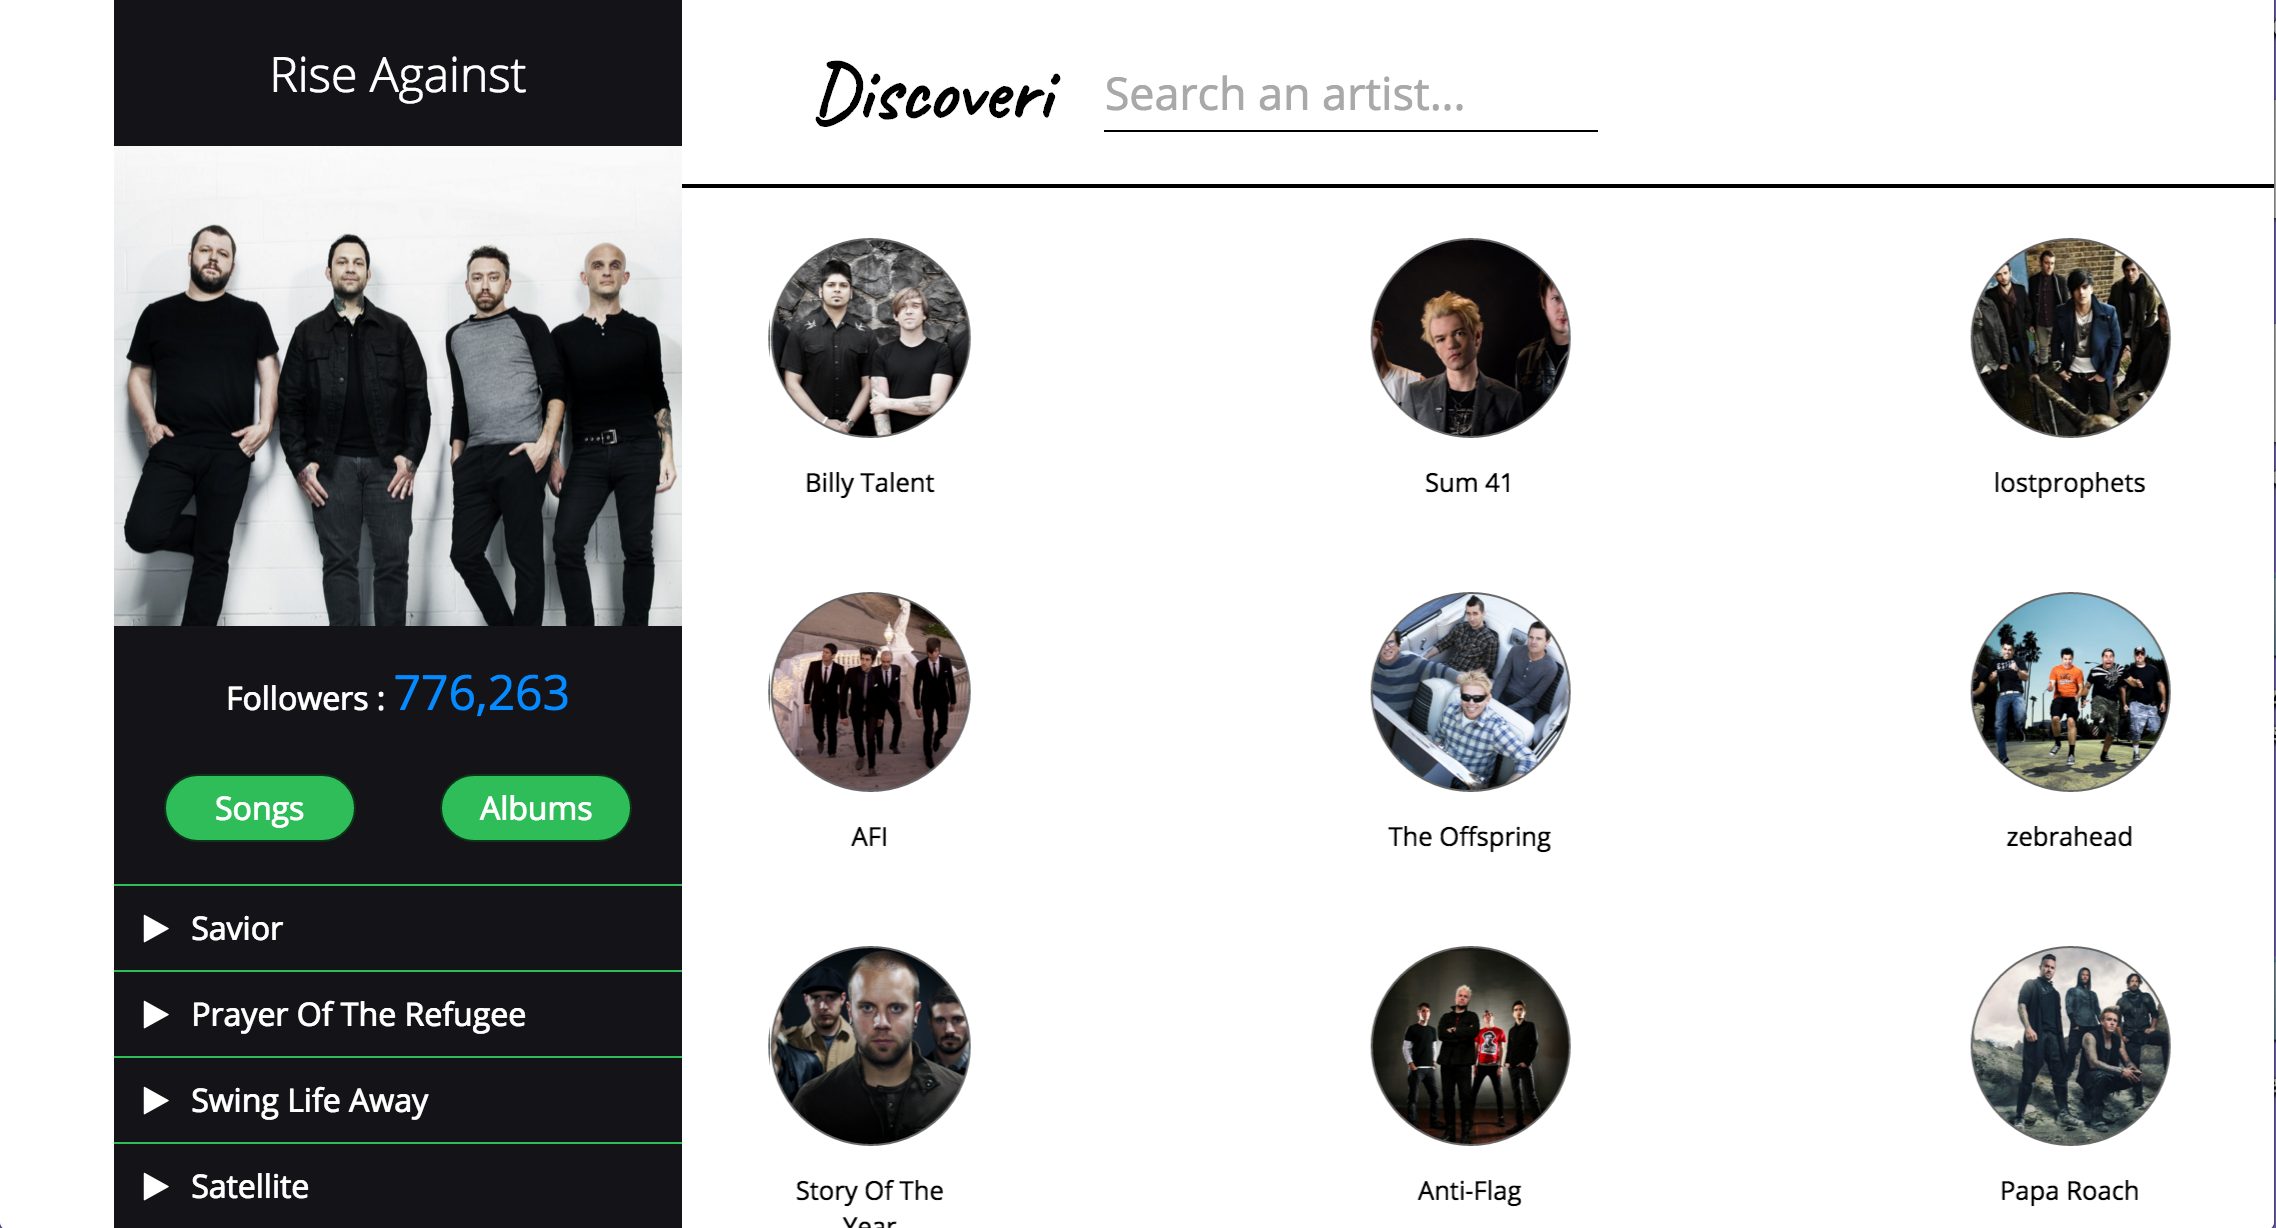 Rise Against
Followers : 776,263
Songs
Albums
Savior
Prayer Of The Refugee
Swing Life Away
Satellite
Discoveri
Search an artist...
Billy Talent
Sum 41
lostprophets
AFI
The Offspring
zebrahead
Story Of The
Year
Anti-Flag
Papa Roach